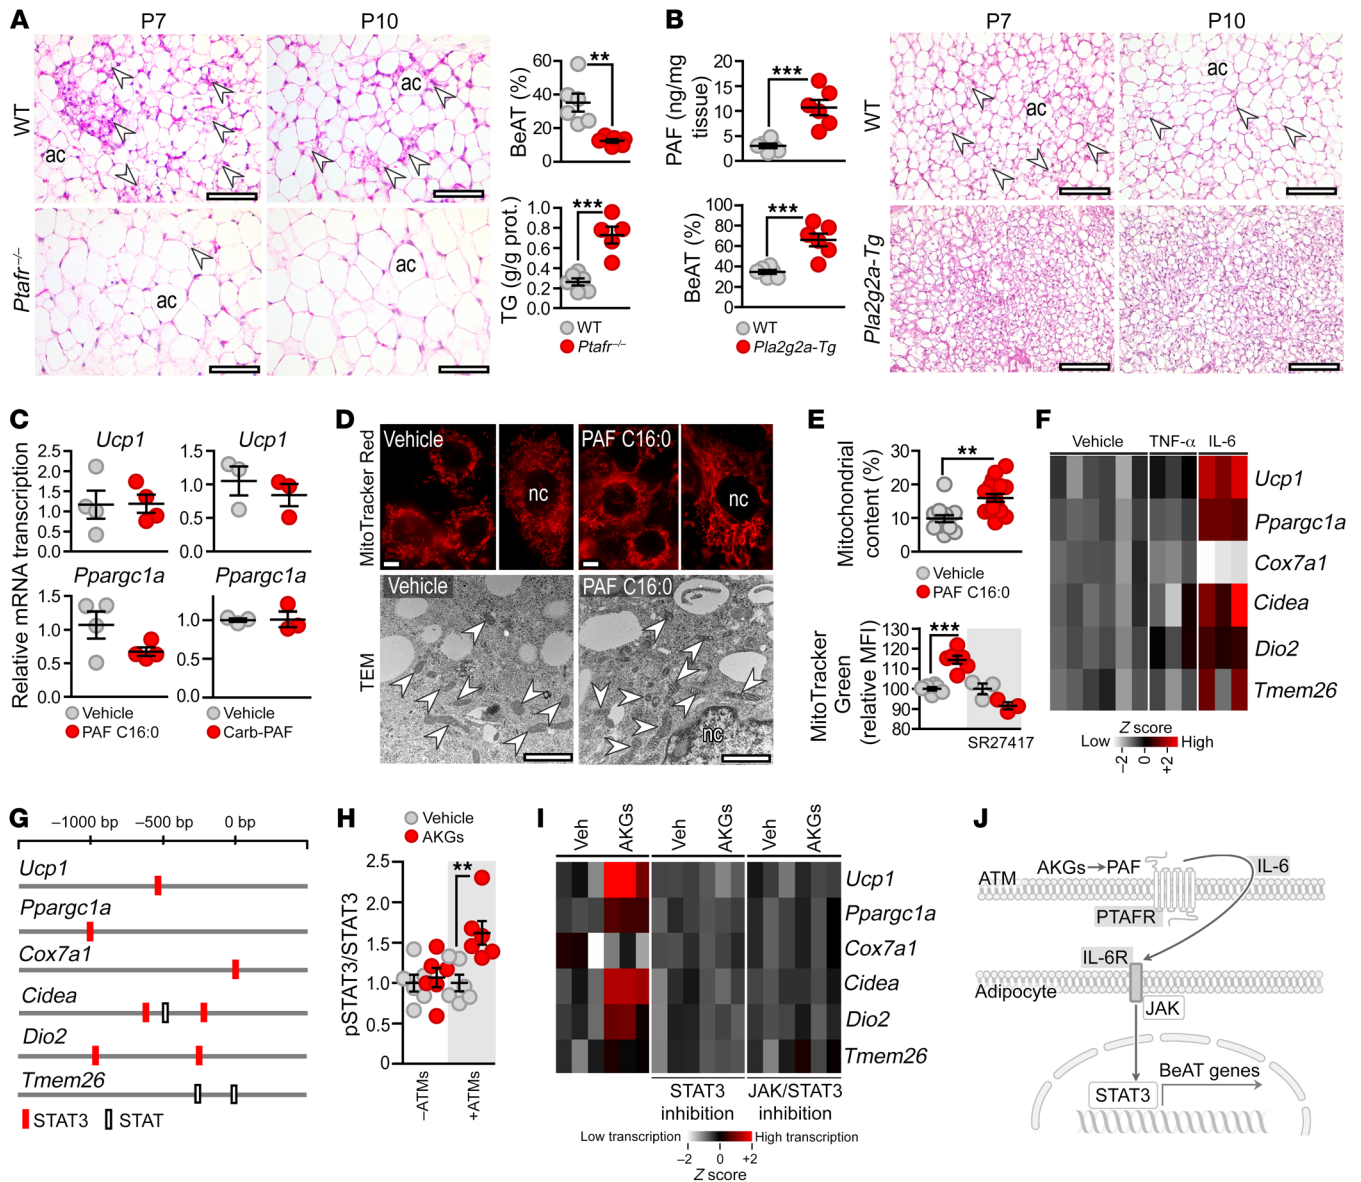 A
P7
P10
WT
ac
ac
Ptafr–/–
ac
ac
BeAT (%)
60
40
20
0
**
TG (g/g prot.)
1.0
0.8
0.6
0.4
0.2
0.0
***
WT
Ptafr–/–
B
PAF (ng/mg
tissue)
20
15
10
5
0
***
BeAT (%)
100
80
60
40
20
0
***
WT
Pla2g2a-Tg
P7
P10
WT
ac
ac
Pla2g2a-Tg
C
Relative mRNA transcription
Ucp1
2.5
2.0
1.5
1.0
0.5
0.0
Ucp1
1.5
1.0
0.5
0.0
Ppargc1a
1.5
1.0
0.5
0.0
Ppargc1a
1.0
0.5
0.0
Vehicle
PAF C16:0
Vehicle
Carb-PAF
D
MitoTracker Red
Vehicle
nc
PAF C16:0
nc
TEM
Vehicle
PAF C16:0
nc
E
Mitochondrial
content (%)
30
20
10
0
**
Vehicle
PAF C16:0
MitoTracker
Green
(relative MFI)
130
120
110
100
90
80
***
SR27417
F
Vehicle
TNF-α
IL-6
Ucp1
Ppargc1a
Cox7a1
Cidea
Dio2
Tmem26
Z score
Low
High
–2
0
+2
G
–1000 bp
–500 bp
0 bp
Ucp1
Ppargc1a
Cox7a1
Cidea
Dio2
Tmem26
STAT3
STAT
H
Vehicle
AKGs
pSTAT3/STAT3
2.5
2.0
1.5
1.0
0.5
0
**
–ATMs
+ATMs
I
Veh
AKGs
Veh
AKGs
Veh
AKGs
Ucp1
Ppargc1a
Cox7a1
Cidea
Dio2
Tmem26
STAT3
inhibition
JAK/STAT3
inhibition
Low transcription
High transcription
–2
0
+2
Z score
J
ATM
AKGs
PAF
IL-6
PTAFR
IL-6R
Adipocyte
JAK
STAT3
BeAT genes